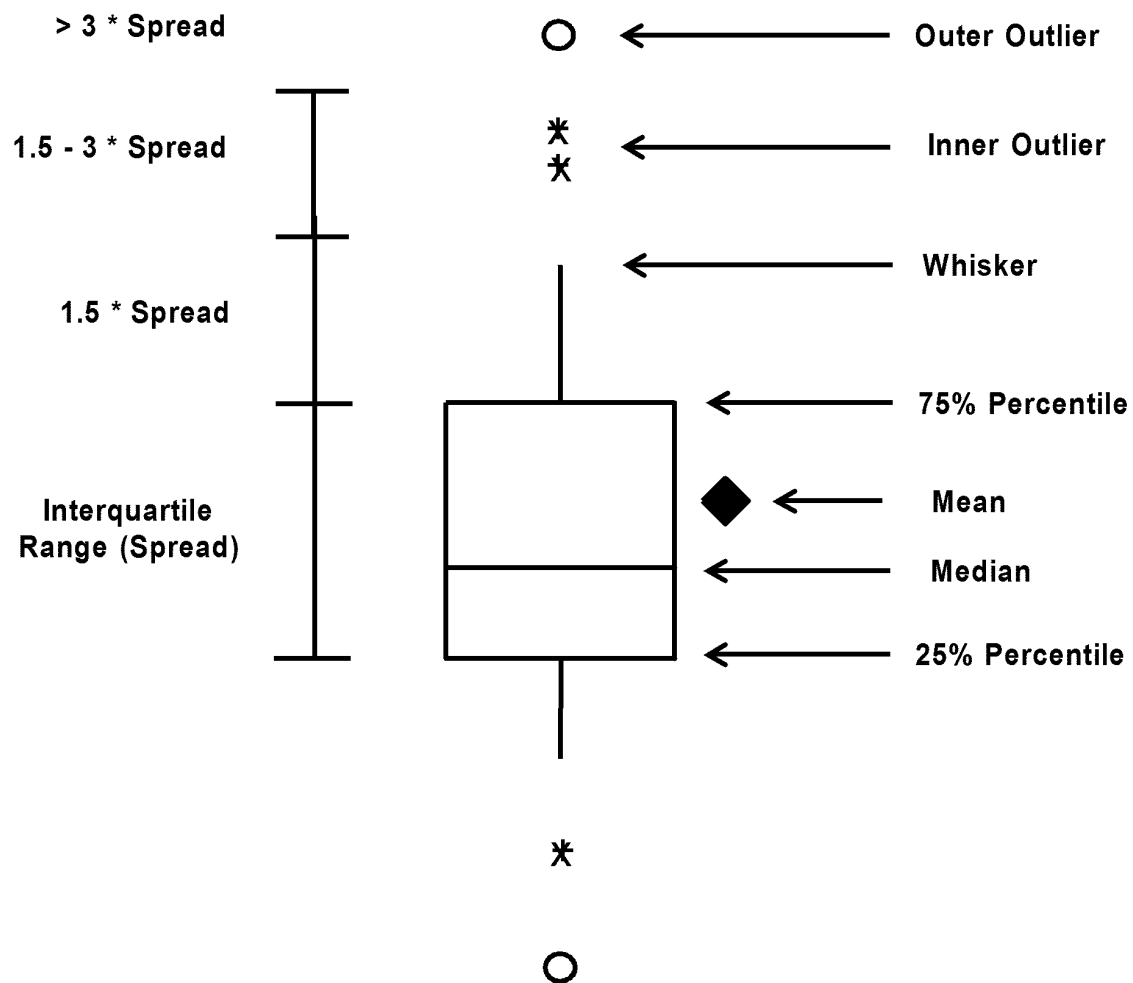 > 3 * Spread
Outer Outlier
1.5 - 3 * Spread
Inner Outlier
Whisker
1.5 * Spread
75% Percentile
Interquartile
Range (Spread)
Mean
Median
25% Percentile